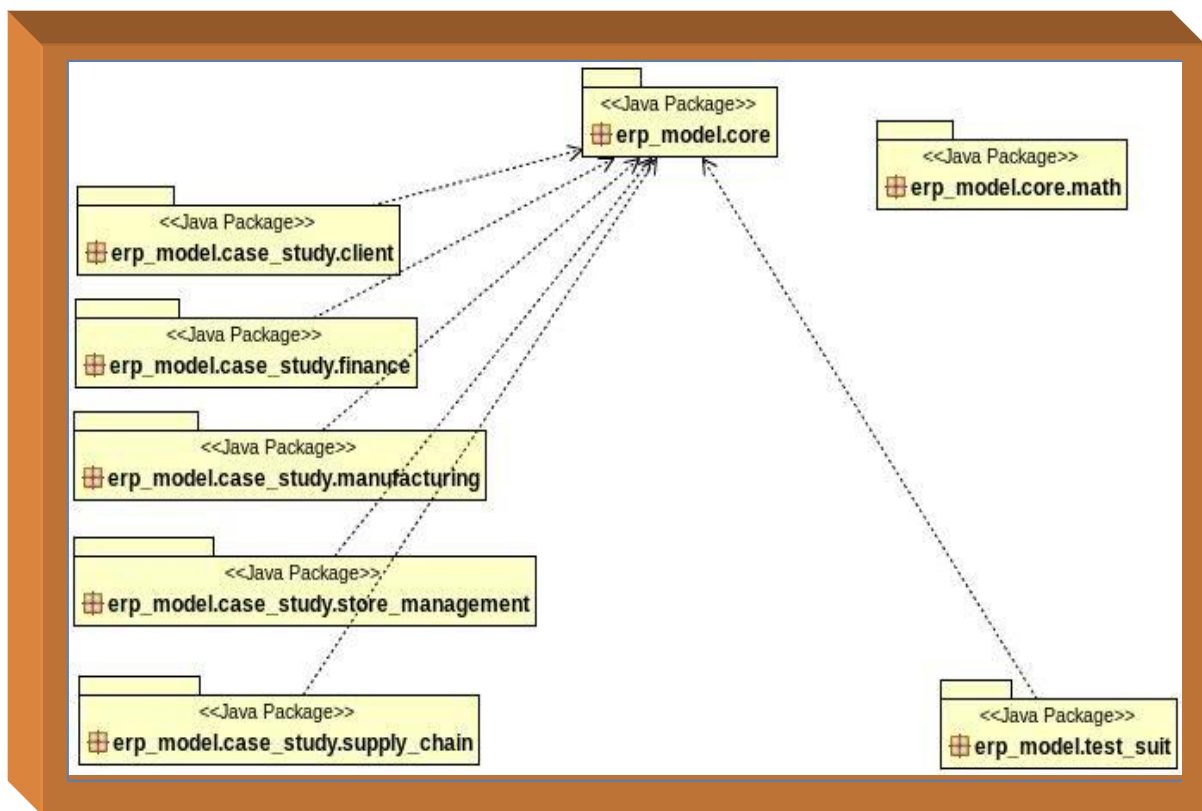 <<Java Package>>
erp_model.core
<<Java Package>>
erp_model.core.math
<<Java Package>>
erp_model.case_study.client
<<Java Package>>
erp_model.case_study.finance
<<Java Package>>
erp_model.case_study.manufacturing
<<Java Package>>
erp_model.case_study.store_management
<<Java Package>>
erp_model.case_study.supply_chain
<<Java Package>>
erp_model.test_suit